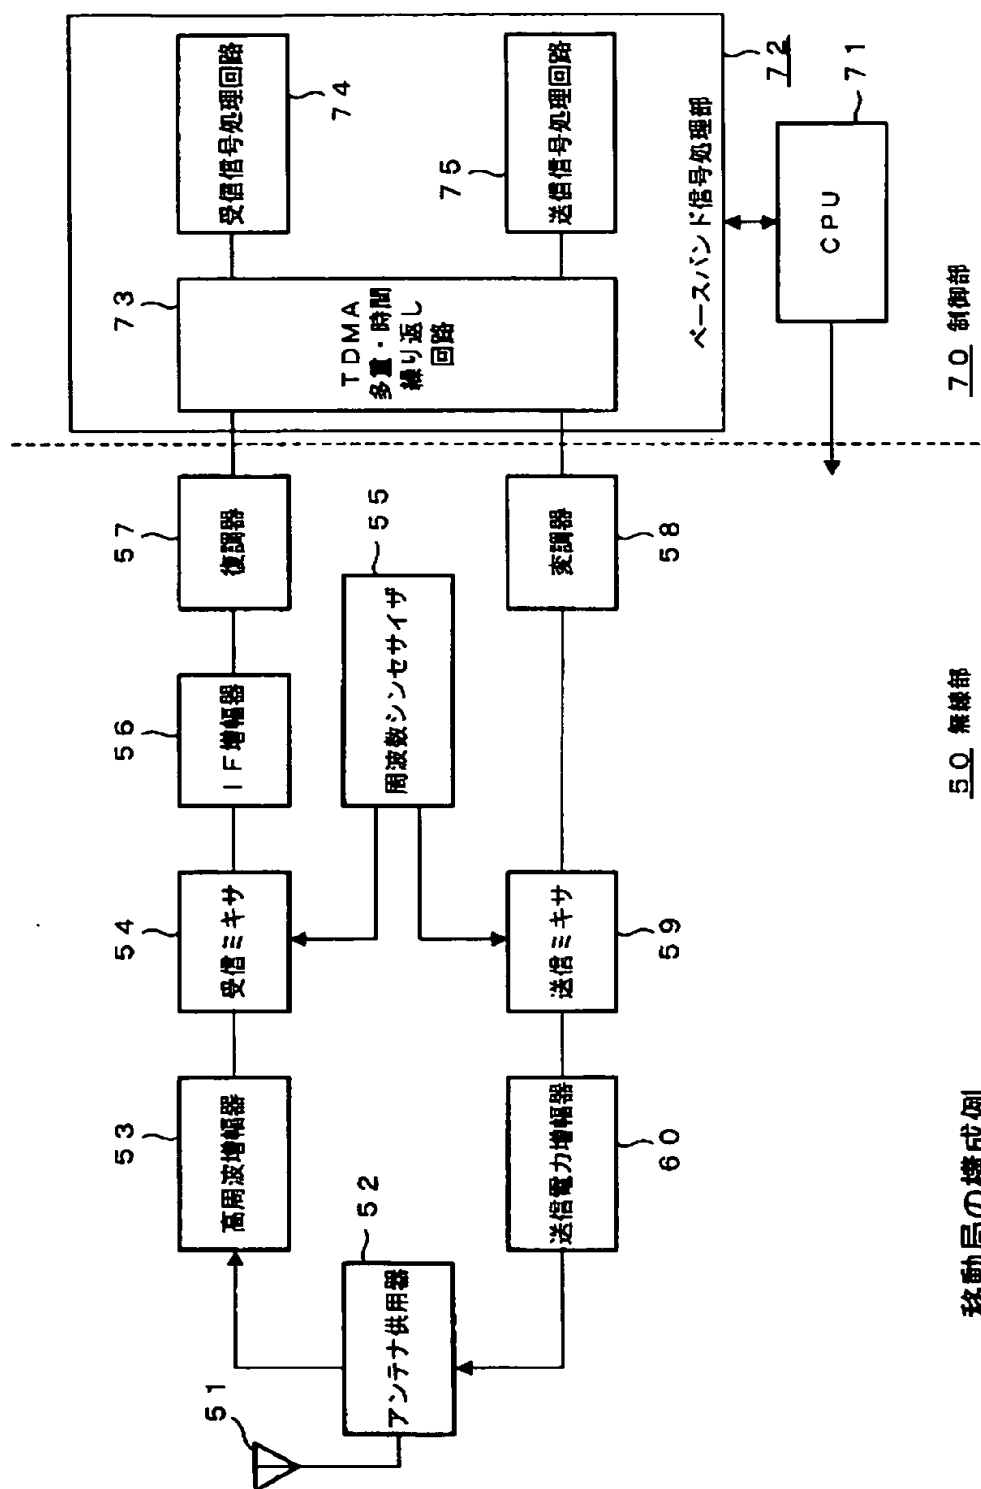 51
52
アンテナ供用器
53
高周波増幅器
54
受信ミキサ
56
IF増幅器
57
復調器
55
周波数シンセサイザ
60
送信電力増幅器
59
送信ミキサ
58
変調器
73
TDMA
多重・時間
繰り返し
回路
74
受信信号処理回路
75
送信信号処理回路
ベースバンド信号処理部
72
71
CPU
50 無線部
70 制御部
移動局の構成例